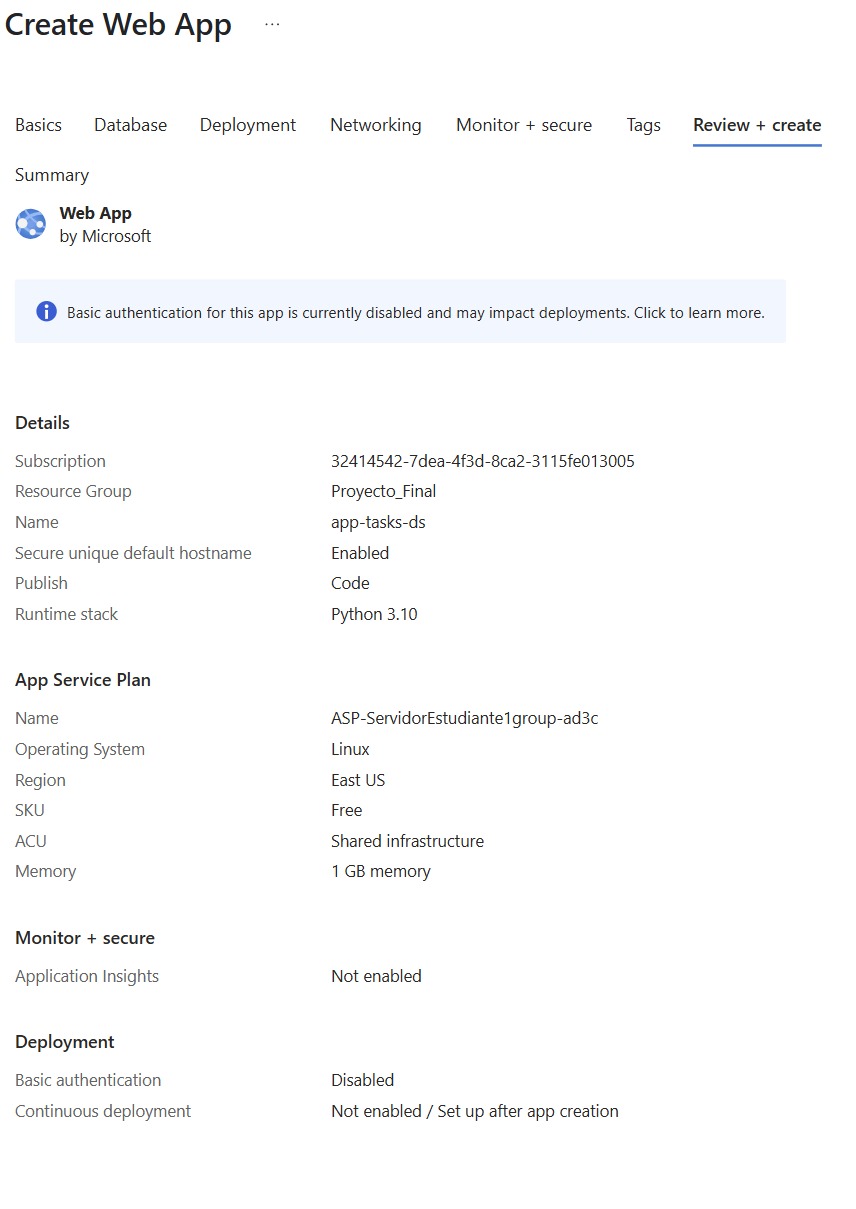 Create Web App ...
Basics Database Deployment Networking Monitor + secure Tags Review + create
Summary
Web App
by Microsoft
Basic authentication for this app is currently disabled and may impact deployments. Click to learn more.
Details
Subscription 32414542-7dea-4f3d-8ca2-3115fe013005
Resource Group Proyecto_Final
Name app-tasks-ds
Secure unique default hostname Enabled
Publish Code
Runtime stack Python 3.10
App Service Plan
Name ASP-ServidorEstudiante1group-ad3c
Operating System Linux
Region East US
SKU Free
ACU Shared infrastructure
Memory 1 GB memory
Monitor + secure
Application Insights Not enabled
Deployment
Basic authentication Disabled
Continuous deployment Not enabled / Set up after app creation